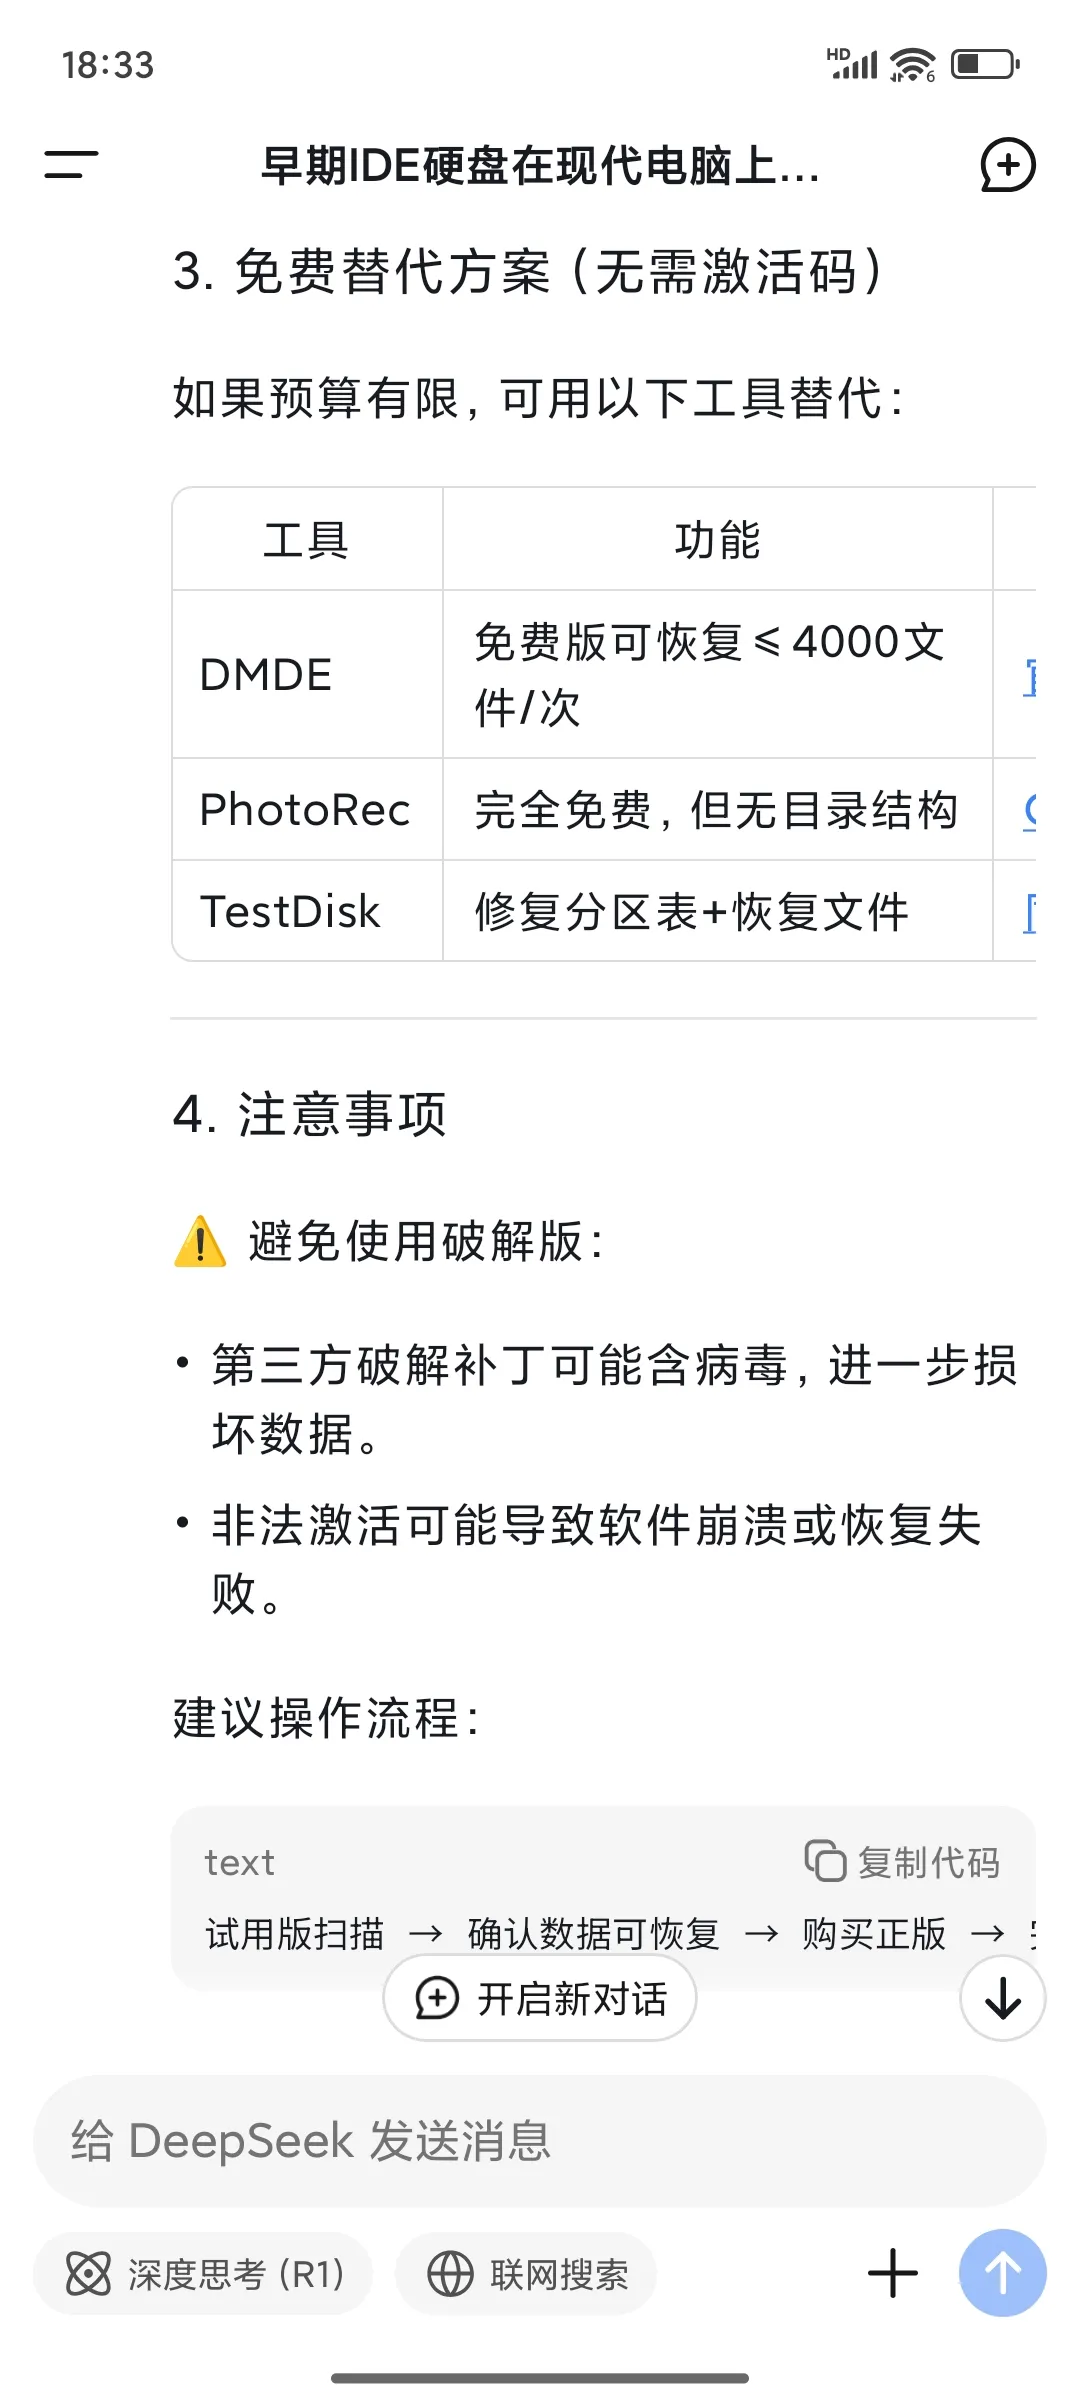 18:33
HD
6
早期IDE硬盘在现代电脑上...
3. 免费替代方案（无需激活码）
如果预算有限，可用以下工具替代：
工具 功能
DMDE 免费版可恢复≤4000文
件/次
PhotoRec 完全免费，但无目录结构
TestDisk 修复分区表+恢复文件
4. 注意事项
⚠️ 避免使用破解版：
• 第三方破解补丁可能含病毒，进一步损
坏数据。
• 非法激活可能导致软件崩溃或恢复失
败。
建议操作流程：
text 复制代码
试用版扫描 → 确认数据可恢复 → 购买正版 →
开启新对话
给 DeepSeek 发送消息
深度思考 (R1) 联网搜索